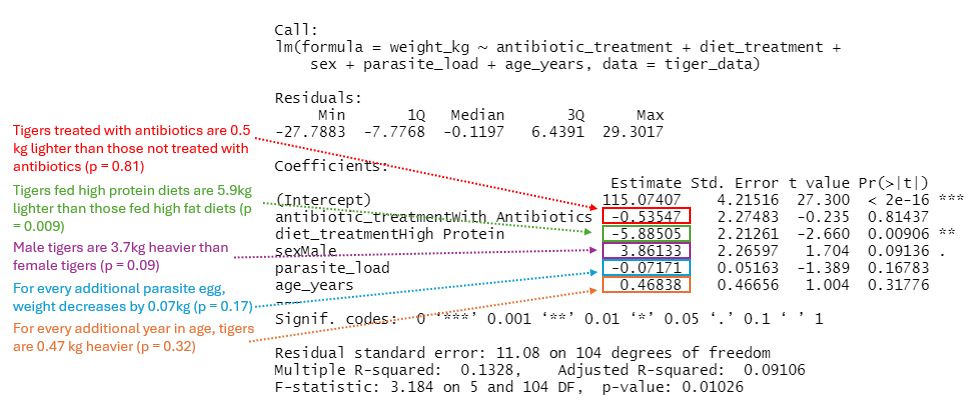 Call:
lm(formula = weight_kg ~ antibiotic_treatment + diet_treatment +
sex + parasite_load + age_years, data = tiger_data)
Residuals:
Min 1Q Median 3Q Max
-27.7883 -7.7768 -0.1197 6.4391 29.3017
Coefficients:
Estimate Std. Error t value Pr(>|t|)
(Intercept) 115.07407 4.21516 27.300 < 2e-16 ***
antibiotic_treatmentWith Antibiotics -0.53547 2.27483 -0.235 0.81437
diet_treatmentHigh Protein -5.88505 2.21261 -2.660 0.00906 **
sexMale 3.86133 2.26597 1.704 0.09136 .
parasite_load -0.07171 0.05163 -1.389 0.16783
age_years 0.46838 0.46656 1.004 0.31776
---
Signif. codes: 0 ‘***’ 0.001 ‘**’ 0.01 ‘*’ 0.05 ‘.’ 0.1 ‘ ’ 1
Residual standard error: 11.08 on 104 degrees of freedom
Multiple R-squared: 0.1328, Adjusted R-squared: 0.09106
F-statistic: 3.184 on 5 and 104 DF, p-value: 0.01026
Tigers treated with antibiotics are 0.5
kg lighter than those not treated with
antibiotics (p = 0.81)
Tigers fed high protein diets are 5.9kg
lighter than those fed high fat diets (p
= 0.009)
Male tigers are 3.7kg heavier than
female tigers (p = 0.09)
For every additional parasite egg,
weight decreases by 0.07kg (p = 0.17)
For every additional year in age, tigers
are 0.47 kg heavier (p = 0.32)